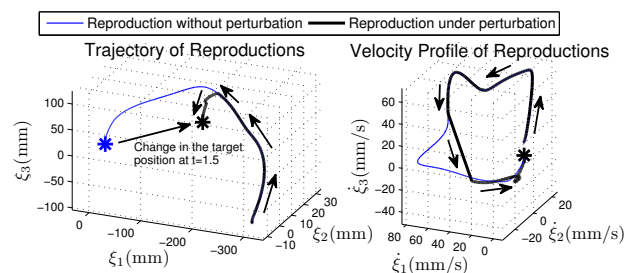 Reproduction without perturbation
Reproduction under perturbation
Trajectory of Reproductions
Velocity Profile of Reproductions
100
50
0
−50
−100
ξ3(mm)
Change in the target
position at t=1.5
0
−100
−200
−300
ξ1(mm)
−10
0
10
20
30
ξ2(mm)
60
40
20
0
−20
−40
ξ̇3(mm/s)
80
60
40
20
0
ξ̇1(mm/s)
−20
0
20
ξ̇2(mm/s)